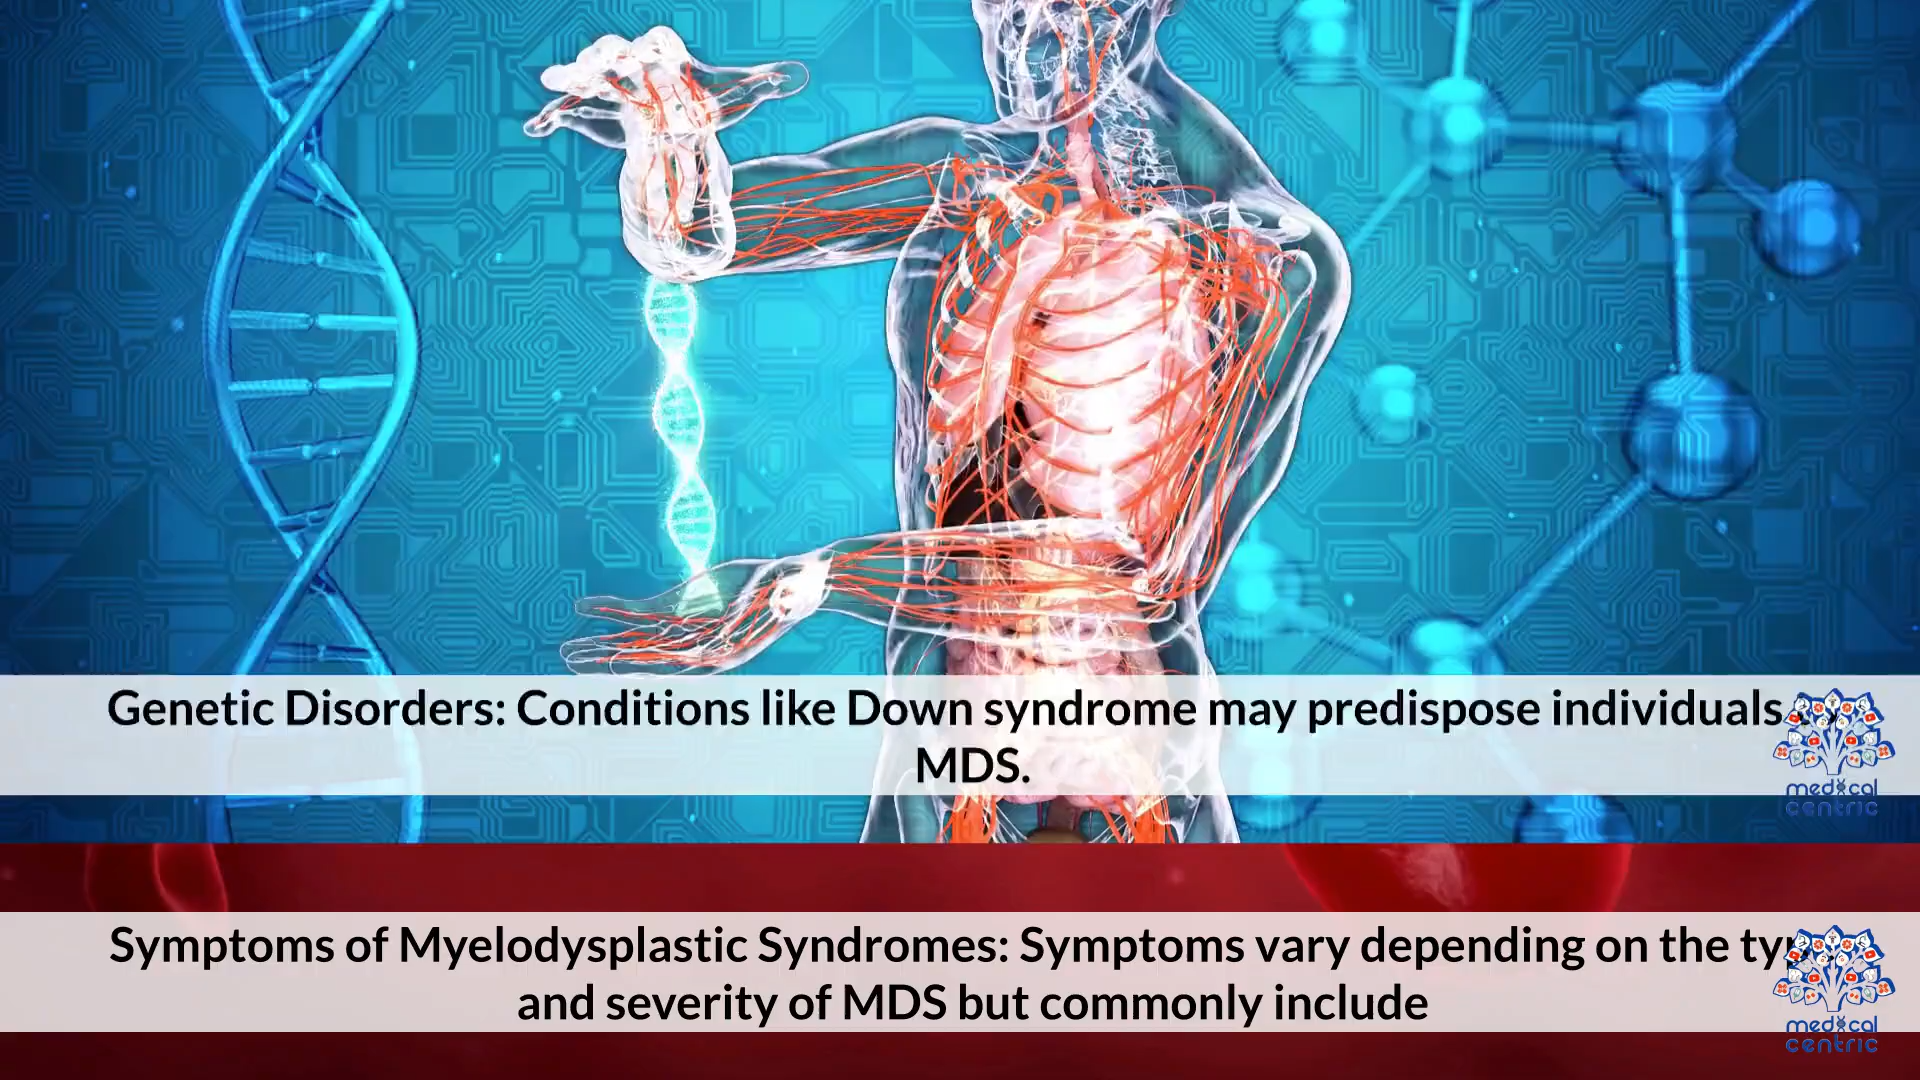 Genetic Disorders: Conditions like Down syndrome may predispose individuals
MDS.
medical
centric
Symptoms of Myelodysplastic Syndromes: Symptoms vary depending on the
and severity of MDS but commonly include
medical
centric